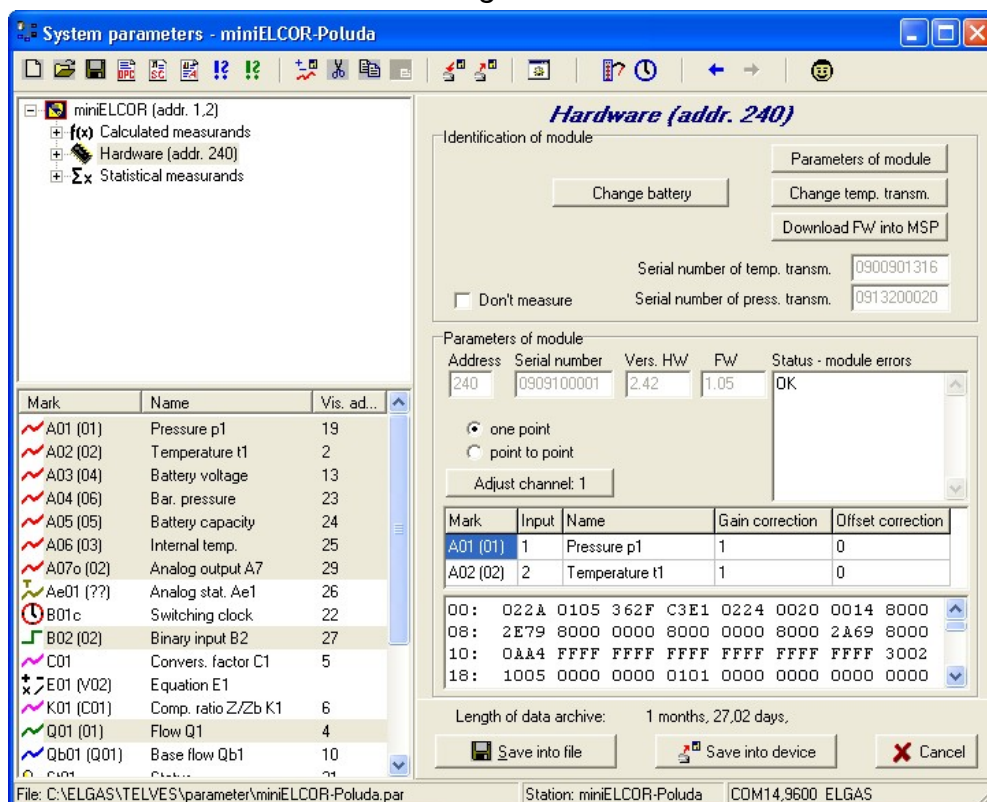 System parameters - miniELCOR-Poluda
miniELCOR (addr. 1,2)
f(x) Calculated measurands
Hardware (addr. 240)
Σx Statistical measurands
Mark Name Vis. ad...
A01 (01) Pressure p1 19
A02 (02) Temperature t1 2
A03 (04) Battery voltage 13
A04 (06) Bar. pressure 23
A05 (05) Battery capacity 24
A06 (03) Internal temp. 25
A07o (02) Analog output A7 29
Ae01 (??) Analog stat. Ae1 26
B01c Switching clock 22
B02 (02) Binary input B2 27
C01 Convers. factor C1 5
E01 (V02) Equation E1
K01 (C01) Comp. ratio Z/Zb K1 6
Q01 (01) Flow Q1 4
Qb01 (Q01) Base flow Qb1 10
Hardware (addr. 240)
Identification of module
Parameters of module
Change battery Change temp. transm.
Download FW into MSP
Serial number of temp. transm. 0900901316
Don't measure Serial number of press. transm. 0913200020
Parameters of module
Address Serial number Vers. HW FW Status - module errors
240 0909100001 2.42 1.05 OK
one point
point to point
Adjust channel: 1
Mark Input Name Gain correction Offset correction
A01 (01) 1 Pressure p1 1 0
A02 (02) 2 Temperature t1 1 0
00: 022A 0105 362F C3E1 0224 0020 0014 8000
08: 2E79 8000 0000 8000 0000 8000 2A69 8000
10: 0AA4 FFFF FFFF FFFF FFFF FFFF FFFF 3002
18: 1005 0000 0000 0101 0000 0000 0000 0000
Length of data archive: 1 months, 27,02 days,
Save into file Save into device Cancel
File: C:\ELGAS\TELVES\parameter\miniELCOR-Poluda.par Station: miniELCOR-Poluda COM14,9600 ELGAS